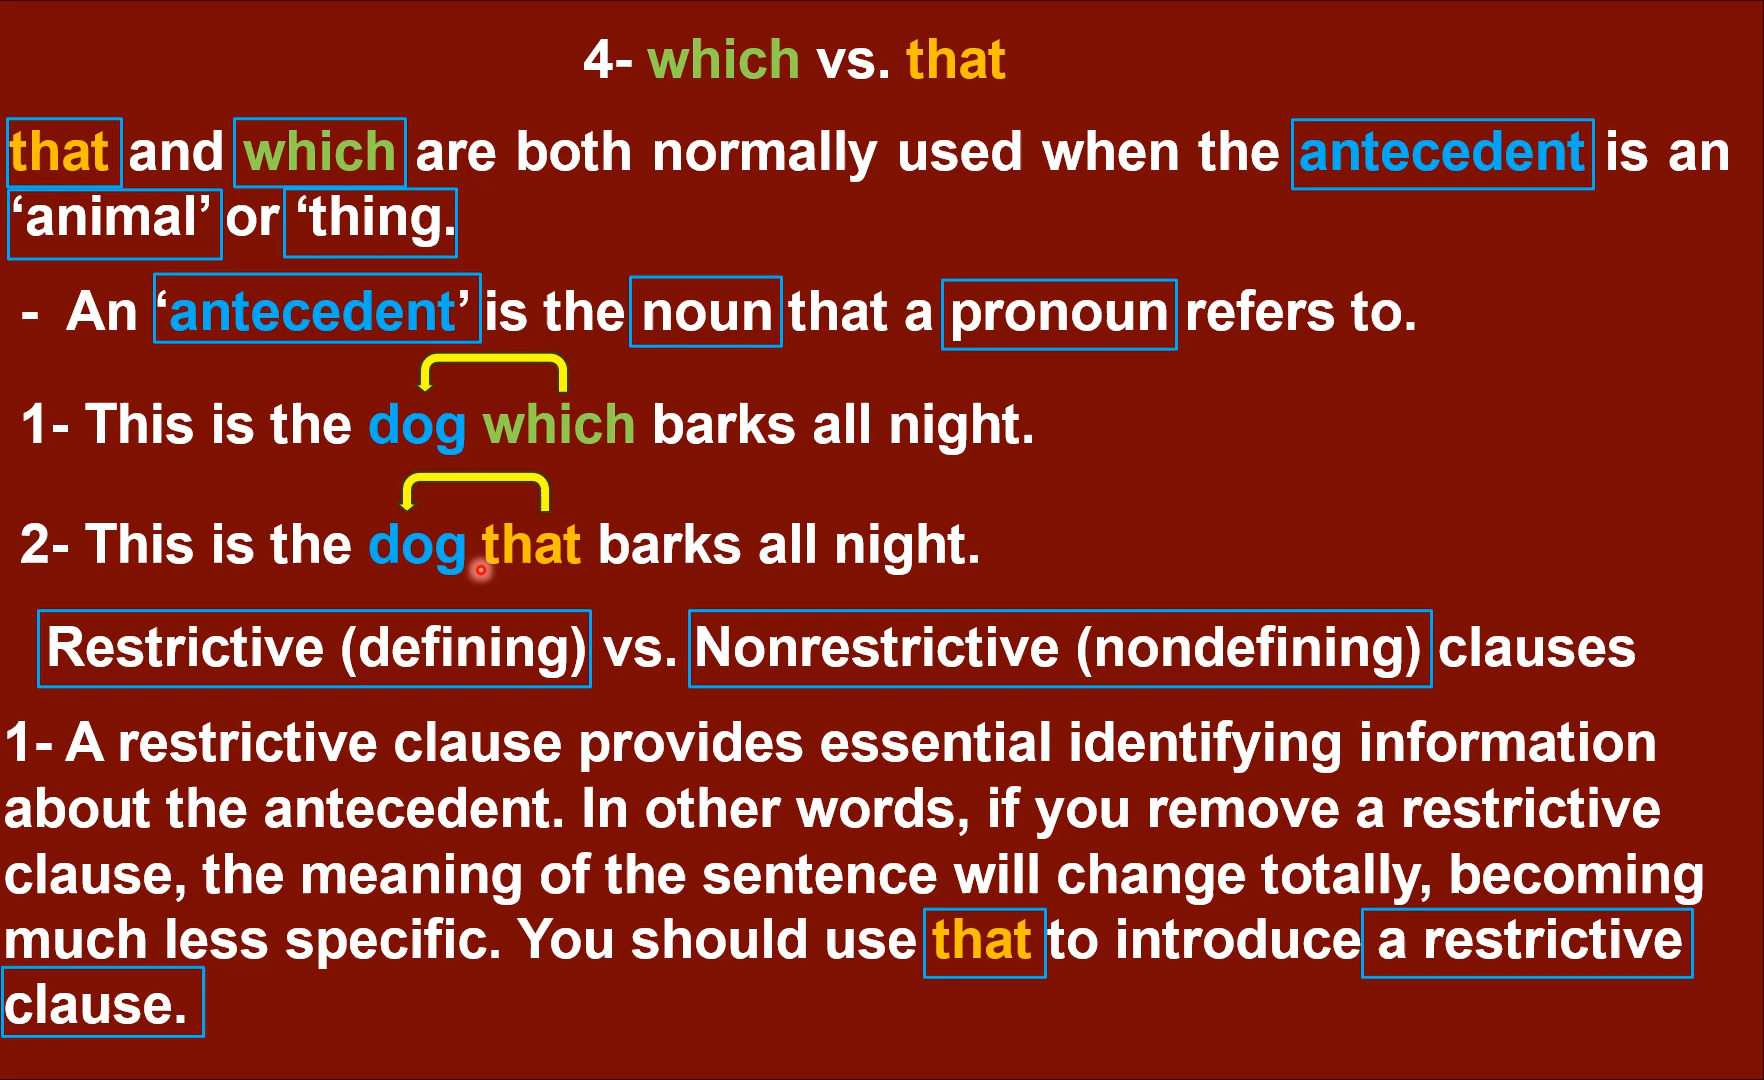 4- which vs. that
that and which are both normally used when the antecedent is an
‘animal’ or ‘thing.
- An ‘antecedent’ is the noun that a pronoun refers to.
1- This is the dog which barks all night.
2- This is the dog that barks all night.
Restrictive (defining) vs. Nonrestrictive (nondefining) clauses
1- A restrictive clause provides essential identifying information
about the antecedent. In other words, if you remove a restrictive
clause, the meaning of the sentence will change totally, becoming
much less specific. You should use that to introduce a restrictive
clause.